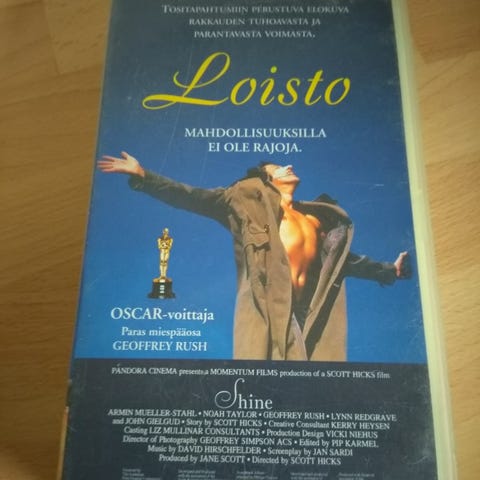 TOSITAPAHTUMIIN PERUSTUVA ELOKUVA
RAKKAUDEN TUHOAVASTA JA
PARANTAVASTA VOIMASTA.
Loisto
MAHDOLLISUUKSILLA
EI OLE RAJOJA.
OSCAR-voittaja
Paras miespääosa
GEOFFREY RUSH
PANDORA CINEMA presents a MOMENTUM FILMS production of a SCOTT HICKS film
Shine
ARMIN MUELLER-STAHL • NOAH TAYLOR • GEOFFREY RUSH • LYNN REDGRAVE
and JOHN GIELGUD • Story by SCOTT HICKS • Creative Consultant KERRY HEYSEN
Casting LIZ MULLINAR CONSULTANTS • Production Design VICKI NIEHUS
Director of Photography GEOFFREY SIMPSON ACS • Edited by PIP KARMEL
Music by DAVID HIRSCHFELDER • Screenplay by JAN SARDI
Produced by JANE SCOTT • Directed by SCOTT HICKS